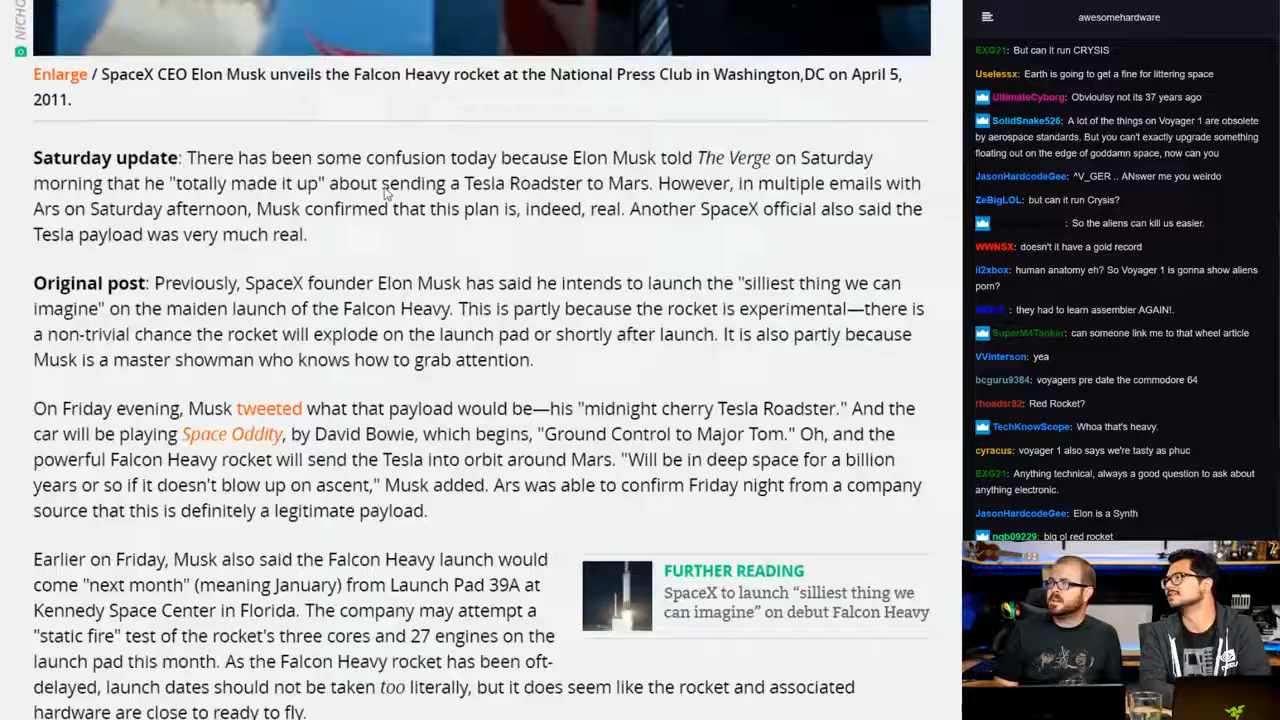 NICHO
Enlarge / SpaceX CEO Elon Musk unveils the Falcon Heavy rocket at the National Press Club in Washington,DC on April 5,
2011.
Saturday update: There has been some confusion today because Elon Musk told The Verge on Saturday
morning that he "totally made it up" about sending a Tesla Roadster to Mars. However, in multiple emails with
Ars on Saturday afternoon, Musk confirmed that this plan is, indeed, real. Another SpaceX official also said the
Tesla payload was very much real.
Original post: Previously, SpaceX founder Elon Musk has said he intends to launch the "silliest thing we can
imagine" on the maiden launch of the Falcon Heavy. This is partly because the rocket is experimental—there is
a non-trivial chance the rocket will explode on the launch pad or shortly after launch. It is also partly because
Musk is a master showman who knows how to grab attention.
On Friday evening, Musk tweeted what that payload would be—his "midnight cherry Tesla Roadster." And the
car will be playing Space Oddity, by David Bowie, which begins, "Ground Control to Major Tom." Oh, and the
powerful Falcon Heavy rocket will send the Tesla into orbit around Mars. "Will be in deep space for a billion
years or so if it doesn't blow up on ascent," Musk added. Ars was able to confirm Friday night from a company
source that this is definitely a legitimate payload.
Earlier on Friday, Musk also said the Falcon Heavy launch would
come "next month" (meaning January) from Launch Pad 39A at
Kennedy Space Center in Florida. The company may attempt a
"static fire" test of the rocket's three cores and 27 engines on the
launch pad this month. As the Falcon Heavy rocket has been oft-
delayed, launch dates should not be taken too literally, but it does seem like the rocket and associated
hardware are close to ready to fly.
FURTHER READING
SpaceX to launch “silliest thing we
can imagine” on debut Falcon Heavy
awesomehardware
EXG21: But can it run CRYSIS
Uselessx: Earth is going to get a fine for littering space
UltimateCyborg: Obvioulsy not its 37 years ago
SolidSnake526: A lot of the things on Voyager 1 are obsolete
by aerospace standards. But you can't exactly upgrade something
floating out on the edge of goddamn space, now can you
JasonHardcodeGee: ^V_GER .. ANswer me you weirdo
ZeBigLOL: but can it run Crysis?
: So the aliens can kill us easier.
WWNSX: doesn't it have a gold record
il2xbox: human anatomy eh? So Voyager 1 is gonna show aliens
porn?
: they had to learn assembler AGAIN!.
SuperM4Tanker: can someone link me to that wheel article
VVinterson: yea
bcguru9384: voyagers pre date the commodore 64
rhoadsr82: Red Rocket?
TechKnowScope: Whoa that's heavy.
cyracus: voyager 1 also says we're tasty as phuc
EXG21: Anything technical, always a good question to ask about
anything electronic.
JasonHardcodeGee: Elon is a Synth
ngb09229: big ol red rocket